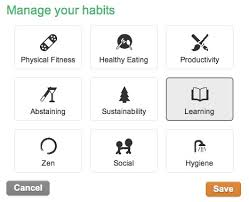 Manage your habits
Physical Fitness Healthy Eating Productivity
Abstaining Sustainability Learning
Zen Social Hygiene
Cancel Save